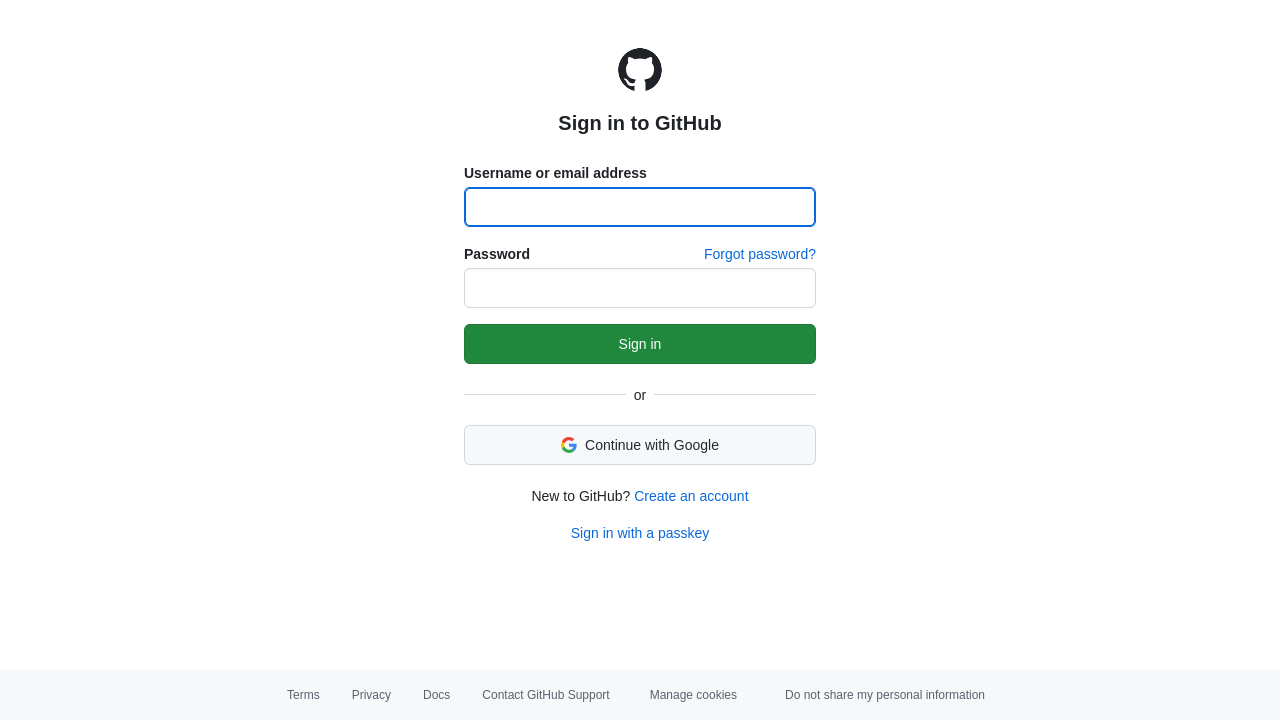 Sign in to GitHub
Username or email address
Password Forgot password?
Sign in
or
Continue with Google
New to GitHub? Create an account
Sign in with a passkey
Terms Privacy Docs Contact GitHub Support Manage cookies Do not share my personal information